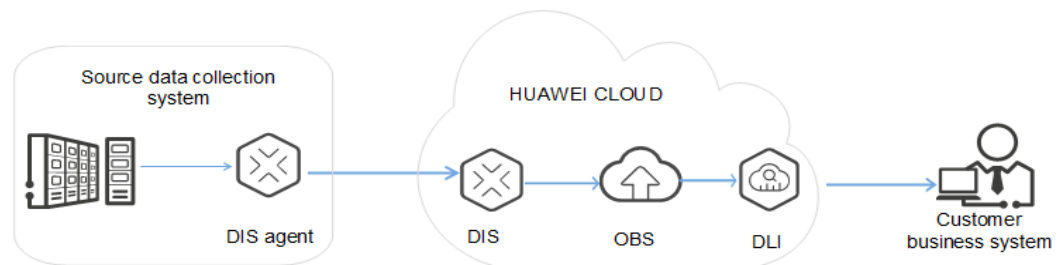 Source data collection
system
HUAWEI CLOUD
DIS agent
DIS
OBS
DLI
Customer
business system